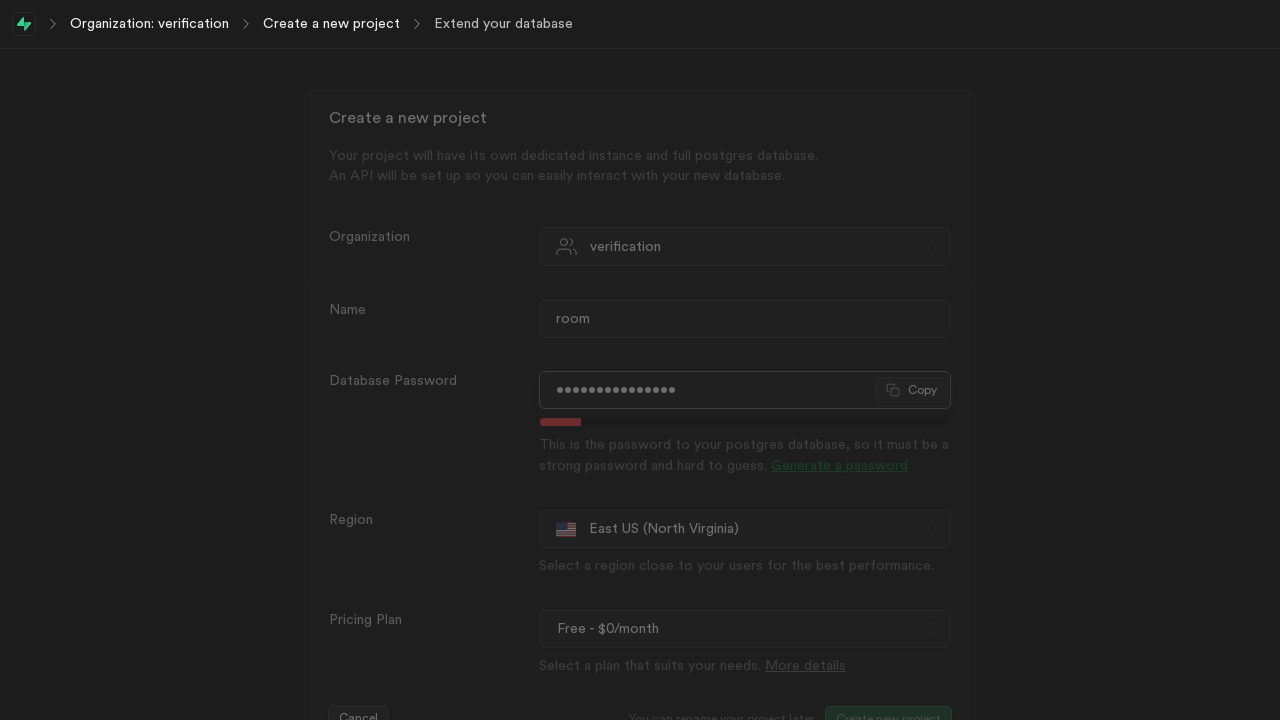 Organization: verification
Create a new project
Extend your database
Create a new project
Your project will have its own dedicated instance and full postgres database.
An API will be set up so you can easily interact with your new database.
Organization
verification
Name
room
Database Password
•••••••••••••••
Copy
This is the password to your postgres database, so it must be a
strong password and hard to guess. Generate a password
Region
East US (North Virginia)
Select a region close to your users for the best performance.
Pricing Plan
Free - $0/month
Select a plan that suits your needs. More details
Cancel
You can rename your project later
Create new project